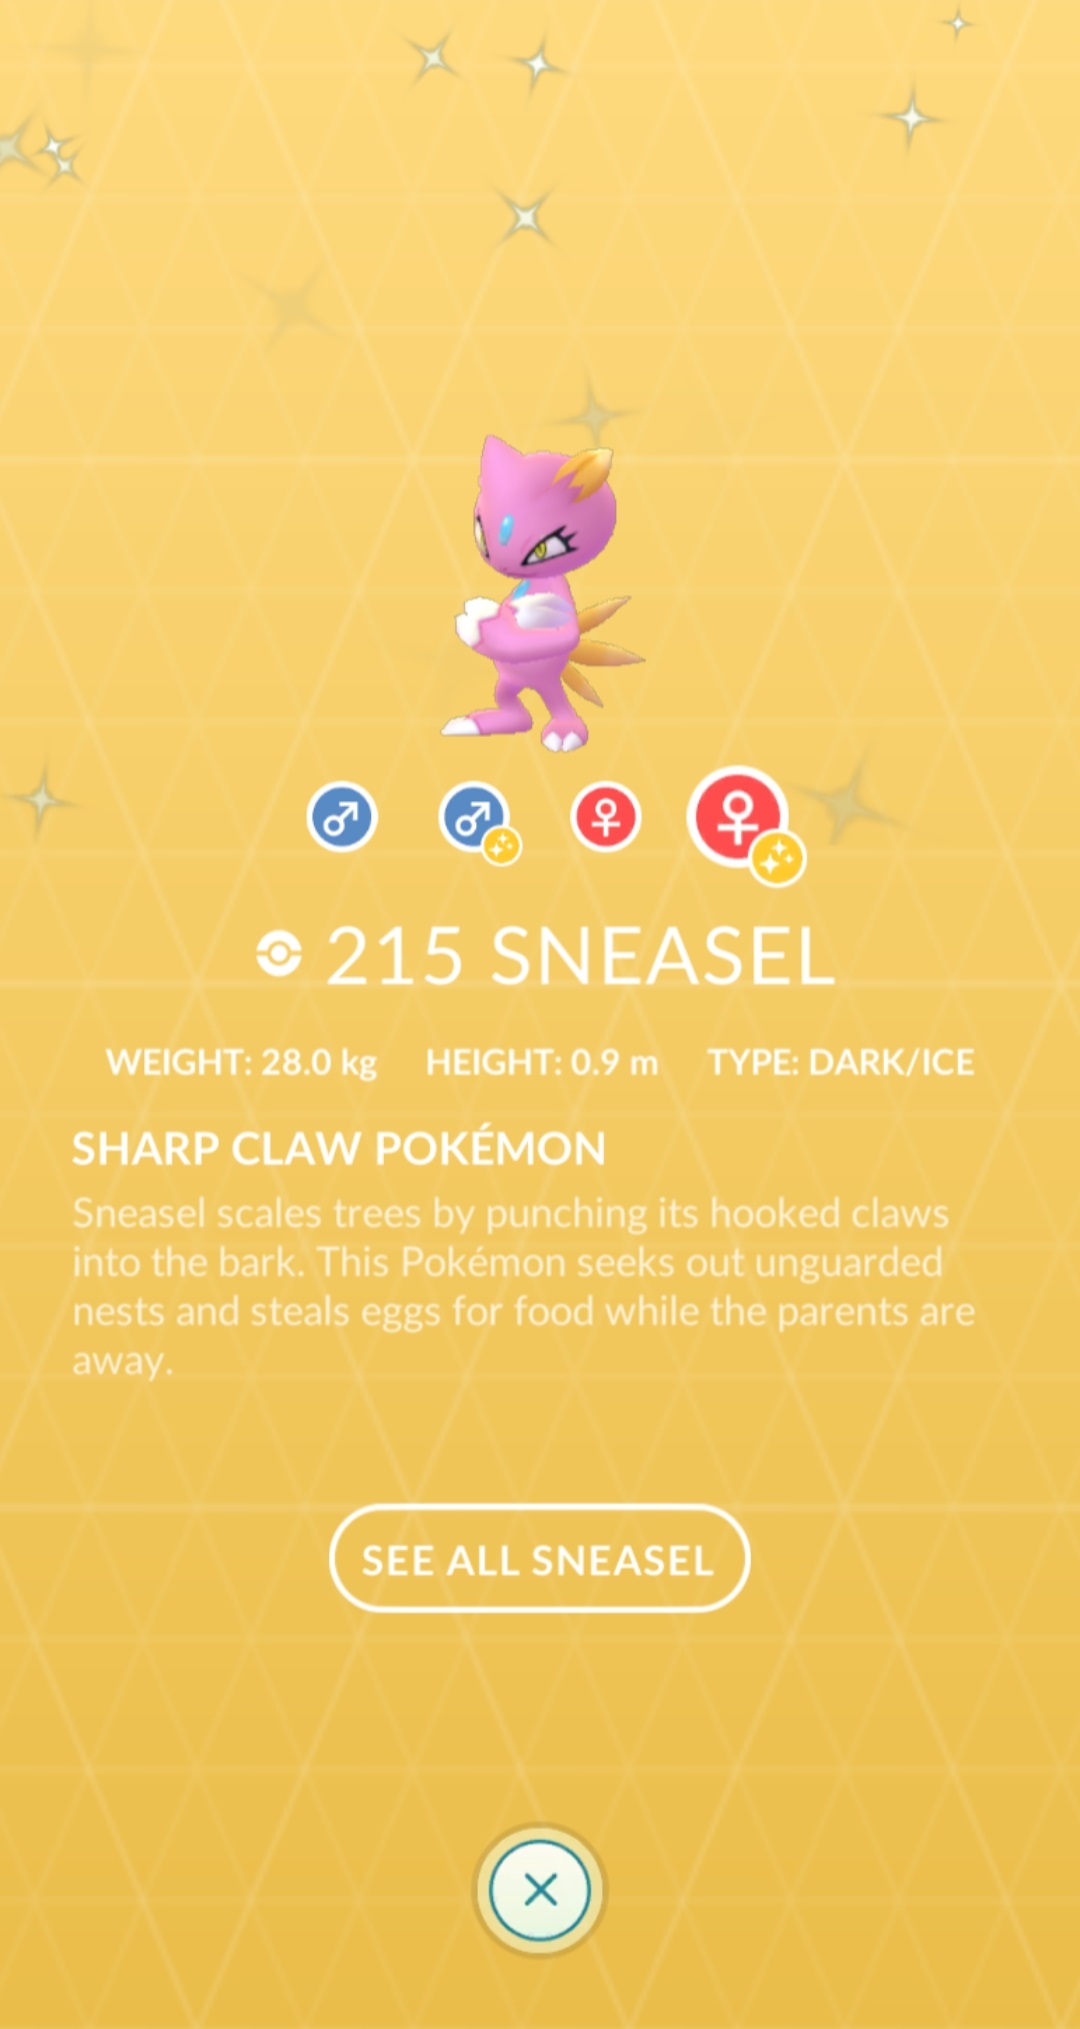 215 SNEASEL
WEIGHT: 28.0 kg HEIGHT: 0.9 m TYPE: DARK/ICE
SHARP CLAW POKÉMON
Sneasel scales trees by punching its hooked claws
into the bark. This Pokémon seeks out unguarded
nests and steals eggs for food while the parents are
away.
SEE ALL SNEASEL